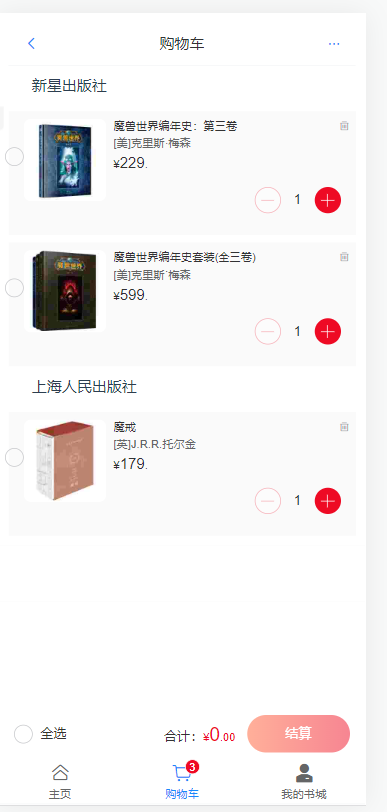 购物车
新星出版社
魔兽世界编年史：第三卷
[美]克里斯·梅森
¥229.
1
魔兽世界编年史套装(全三卷)
[美]克里斯·梅森
¥599.
1
上海人民出版社
魔戒
[英]J.R.R.托尔金
¥179.
1
全选
合计：¥0.00
结算
3
主页
购物车
我的书城